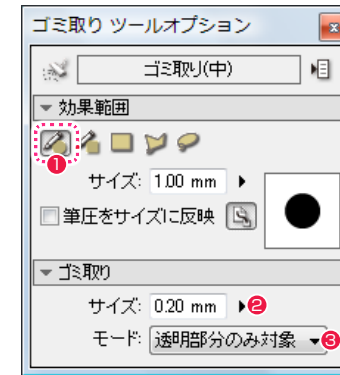 ゴミ取り ツールオプション
ゴミ取り(中)
効果範囲
❶
サイズ: 1.00 mm
筆圧をサイズに反映
ゴミ取り
サイズ: 0.20 mm ❷
モード: 透明部分のみ対象 ❸